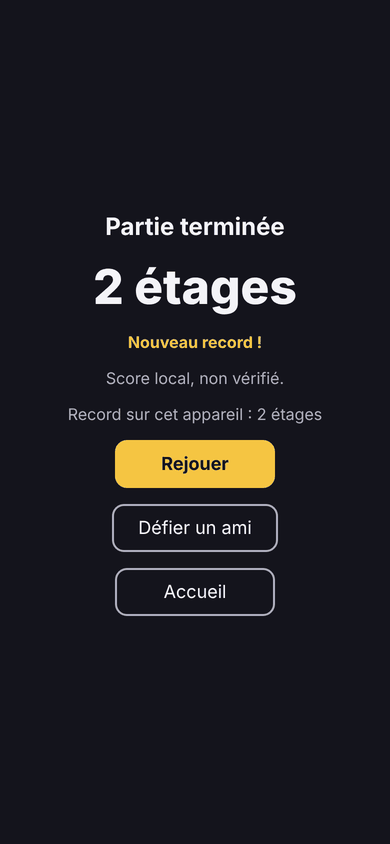 Partie terminée
2 étages
Nouveau record !
Score local, non vérifié.
Record sur cet appareil : 2 étages
Rejouer
Défier un ami
Accueil